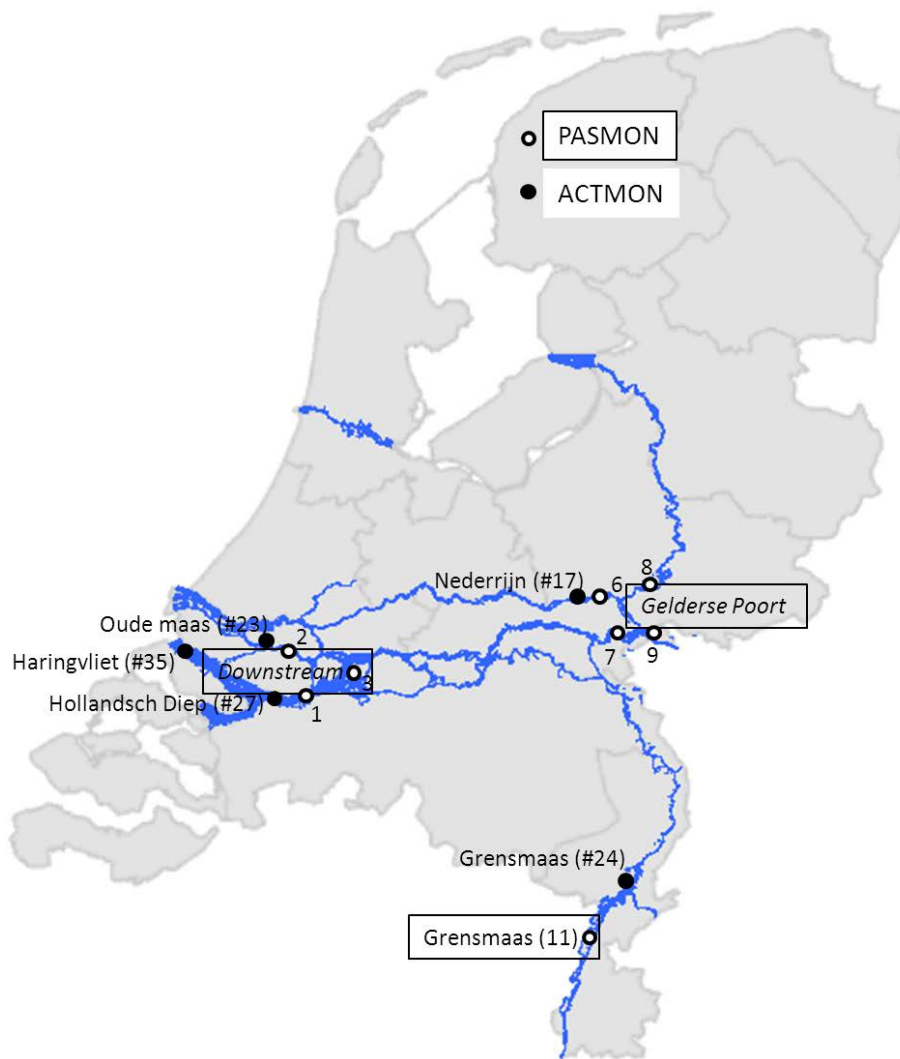 PASMON
ACTMON
8
Nederrijn (#17)
6
Gelderse Poort
Oude maas (#23)
2
7
9
Haringvliet (#35)
Downstream
3
Hollandsch Diep (#27)
1
Grensmaas (#24)
Grensmaas (11)